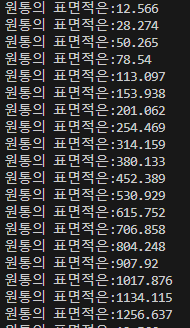 원통의 표면적은:12.566
원통의 표면적은:28.274
원통의 표면적은:50.265
원통의 표면적은:78.54
원통의 표면적은:113.097
원통의 표면적은:153.938
원통의 표면적은:201.062
원통의 표면적은:254.469
원통의 표면적은:314.159
원통의 표면적은:380.133
원통의 표면적은:452.389
원통의 표면적은:530.929
원통의 표면적은:615.752
원통의 표면적은:706.858
원통의 표면적은:804.248
원통의 표면적은:907.92
원통의 표면적은:1017.876
원통의 표면적은:1134.115
원통의 표면적은:1256.637